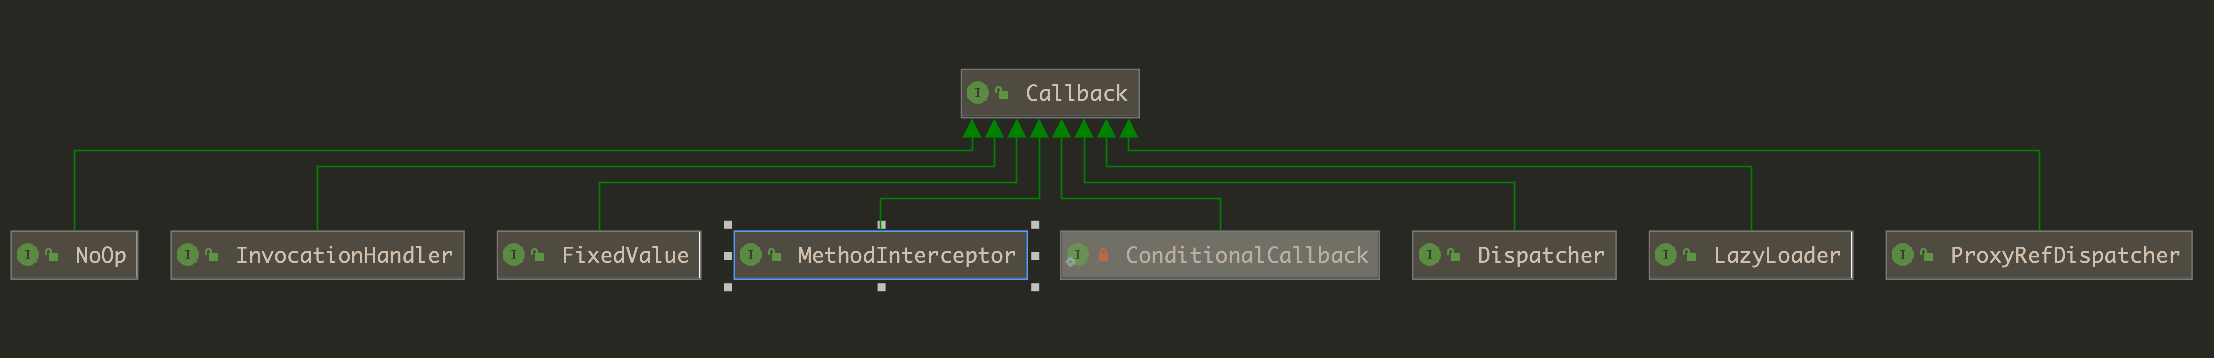 Callback
NoOp
InvocationHandler
FixedValue
MethodInterceptor
ConditionalCallback
Dispatcher
LazyLoader
ProxyRefDispatcher